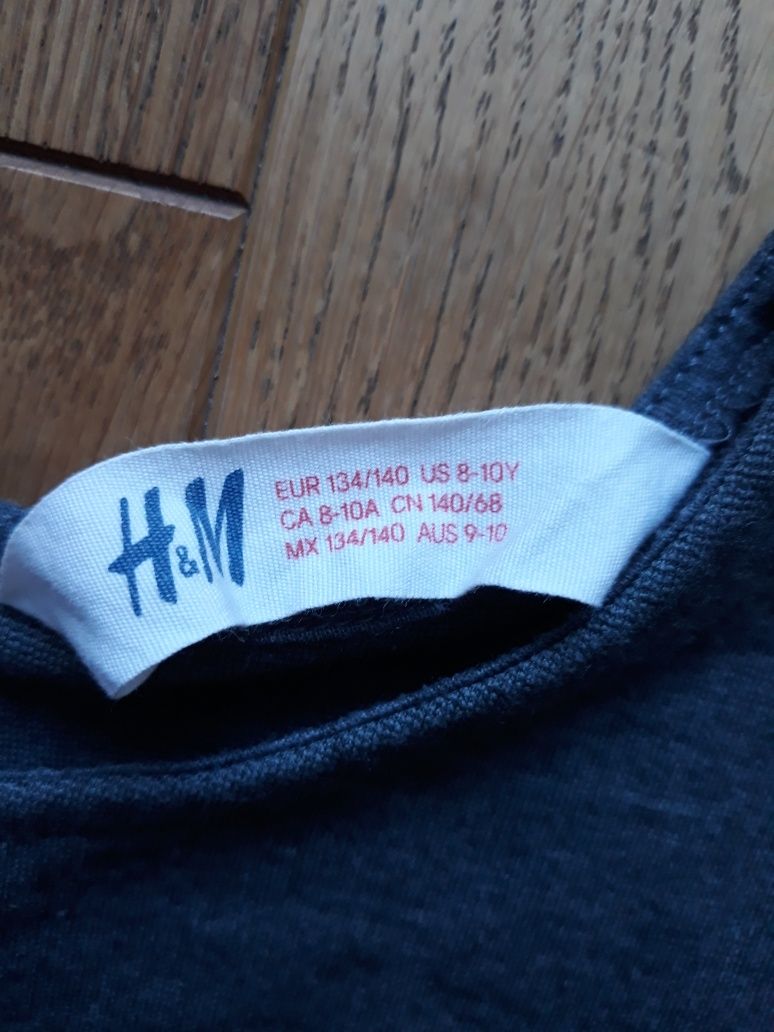 H&M
EUR 134/140 US 8-10Y
CA 8-10A CN 140/68
MX 134/140 AUS 9-10